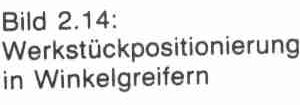 Bild 2.14:
Werkstückpositionierung
in Winkelgreifern